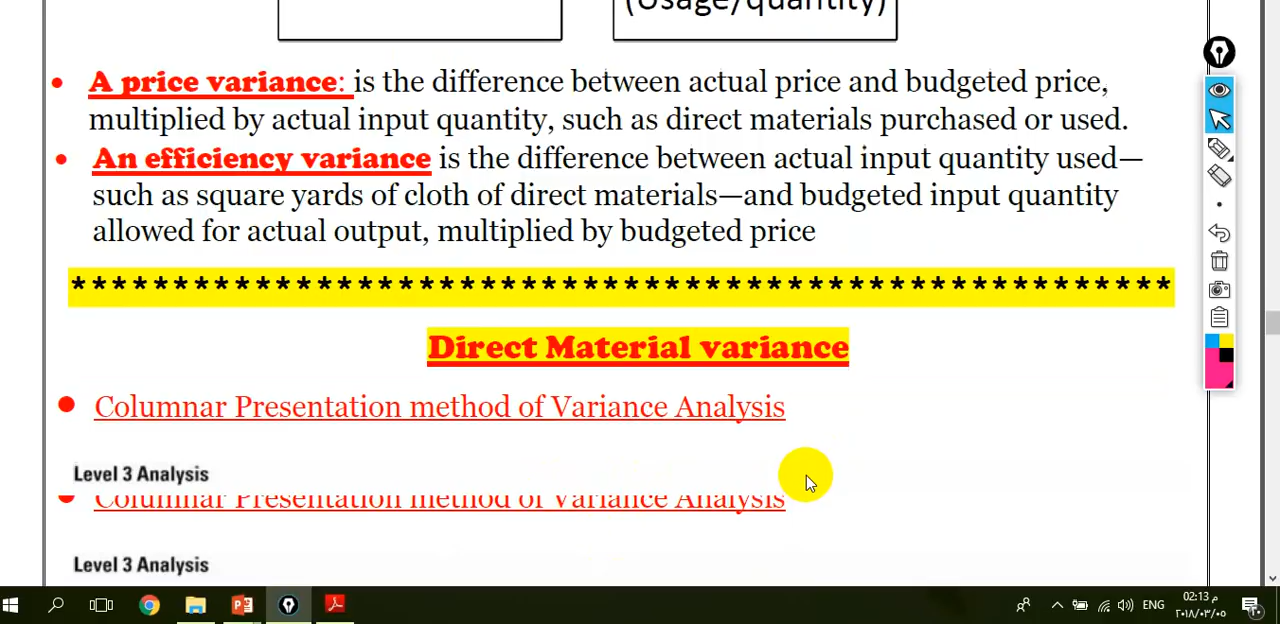 (Usage/quantity)
• A price variance: is the difference between actual price and budgeted price,
multiplied by actual input quantity, such as direct materials purchased or used.
• An efficiency variance is the difference between actual input quantity used—
such as square yards of cloth of direct materials—and budgeted input quantity
allowed for actual output, multiplied by budgeted price
******************************************************
Direct Material variance
• Columnar Presentation method of Variance Analysis
Level 3 Analysis
• Columnar Presentation method of Variance Analysis
Level 3 Analysis
ENG
02:13 م
٢٠١٨/٠٣/٠٥